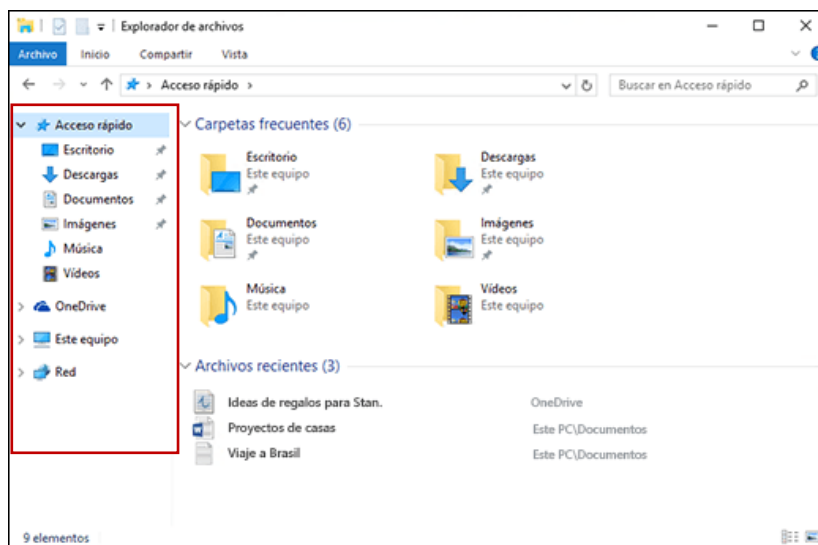 Explorador de archivos
Archivo Inicio Compartir Vista
Acceso rápido
Buscar en Acceso rápido
Acceso rápido
Escritorio
Descargas
Documentos
Imágenes
Música
Vídeos
OneDrive
Este equipo
Red
Carpetas frecuentes (6)
Escritorio
Este equipo
Descargas
Este equipo
Documentos
Este equipo
Imágenes
Este equipo
Música
Este equipo
Vídeos
Este equipo
Archivos recientes (3)
Ideas de regalos para Stan. OneDrive
Proyectos de casas Este PC\Documentos
Viaje a Brasil Este PC\Documentos
9 elementos